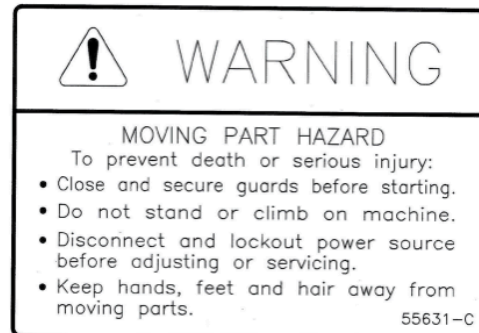 WARNING
MOVING PART HAZARD
To prevent death or serious injury:
• Close and secure guards before starting.
• Do not stand or climb on machine.
• Disconnect and lockout power source
before adjusting or servicing.
• Keep hands, feet and hair away from
moving parts.
55631-C